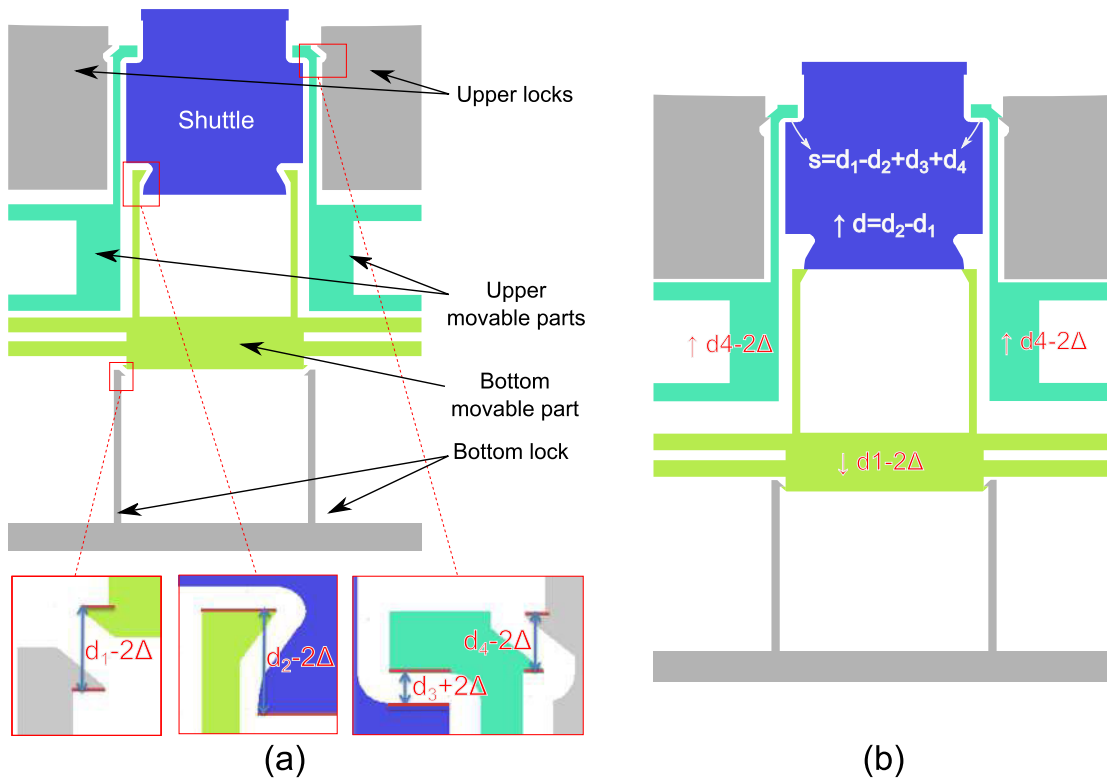 Upper locks
Shuttle
Upper
movable parts
Bottom
movable part
Bottom lock
d₁-2Δ
d₂-2Δ
d₄-2Δ
d₃+2Δ
(a)
s=d₁-d₂+d₃+d₄
↑ d=d₂-d₁
↑ d4-2Δ
↑ d4-2Δ
↓ d1-2Δ
(b)